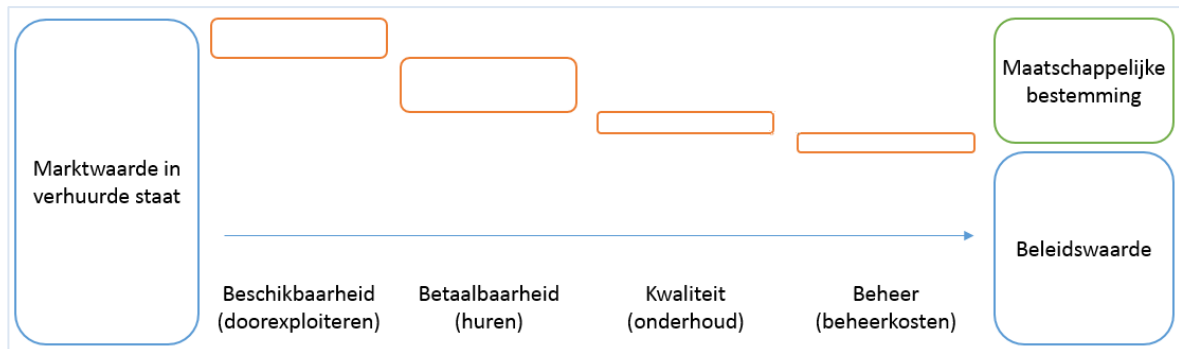 Marktwaarde in
verhuurde staat
Beschikbaarheid
(doorexploiteren)
Betaalbaarheid
(huren)
Kwaliteit
(onderhoud)
Beheer
(beheerkosten)
Maatschappelijke
bestemming
Beleidswaarde